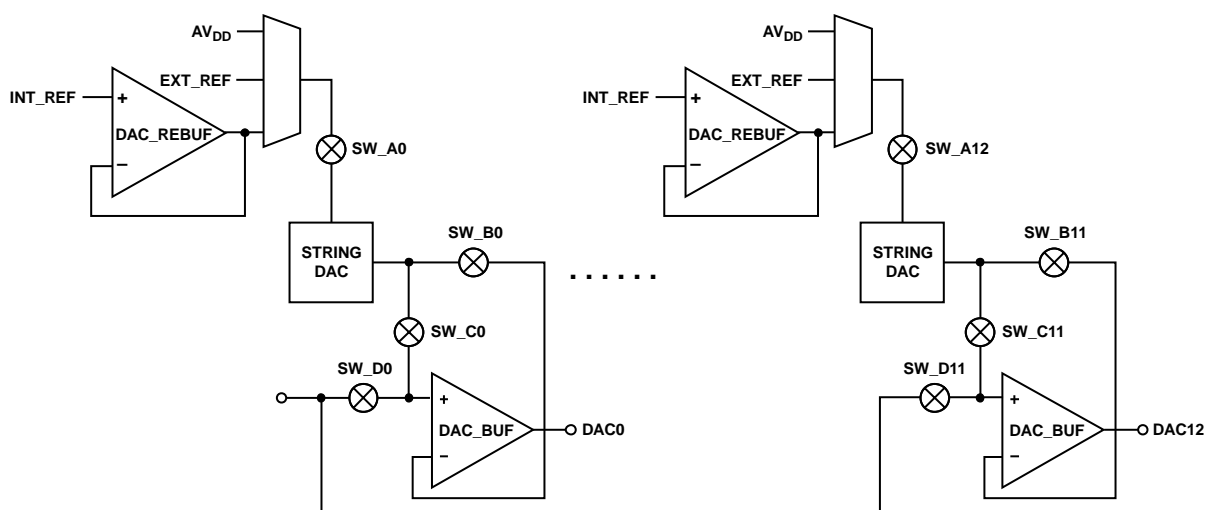 AVDD
EXT_REF
INT_REF
+
DAC_REBUF
−
SW_A0
STRING
DAC
SW_B0
SW_C0
SW_D0
+
DAC_BUF
−
DAC0
......
AVDD
EXT_REF
INT_REF
+
DAC_REBUF
−
SW_A12
STRING
DAC
SW_B11
SW_C11
SW_D11
+
DAC_BUF
−
DAC12